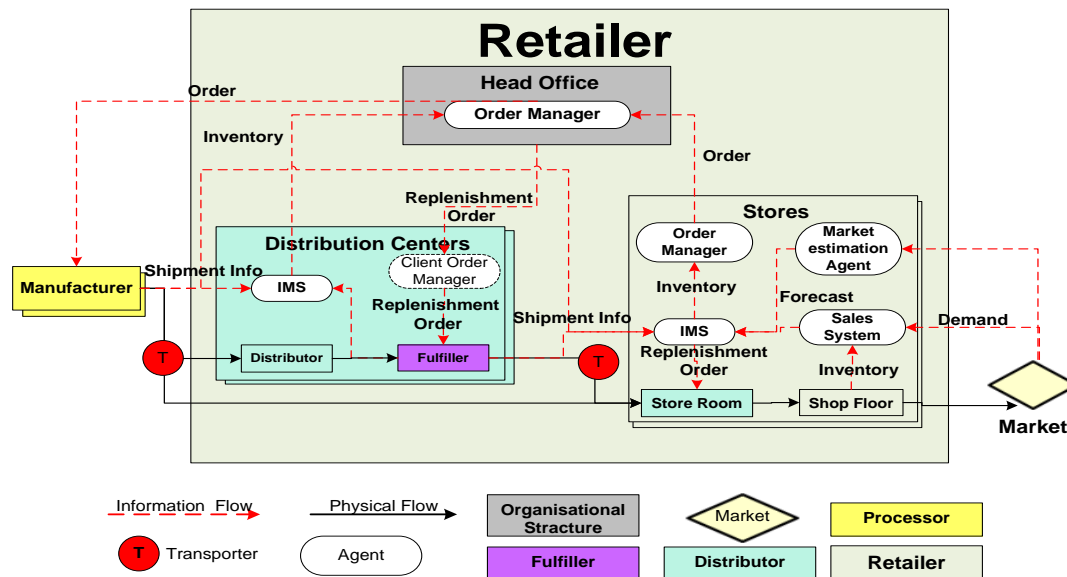 Retailer
Head Office
Order Manager
Order
Inventory
Order
Replenishment
Order
Stores
Distribution Centers
Order
Manager
Market
estimation
Agent
Client Order
Manager
Shipment Info
Manufacturer
IMS
Inventory
Forecast
Replenishment
Order
Shipment Info
IMS
Sales
System
Demand
Replenishment
Order
Inventory
T
Distributor
Fulfiller
T
Store Room
Shop Floor
Market
Information Flow
Physical Flow
Organisational
Stracture
Market
Processor
T
Transporter
Agent
Fulfiller
Distributor
Retailer